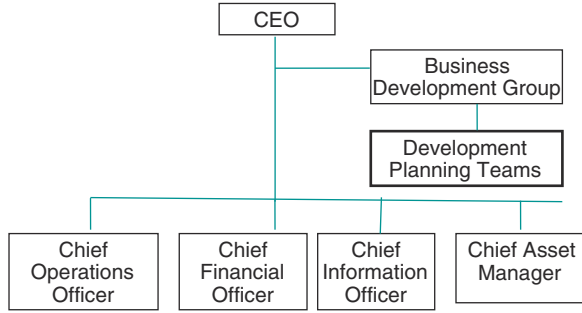 CEO
Business
Development Group
Development
Planning Teams
Chief
Operations
Officer
Chief
Financial
Officer
Chief
Information
Officer
Chief Asset
Manager